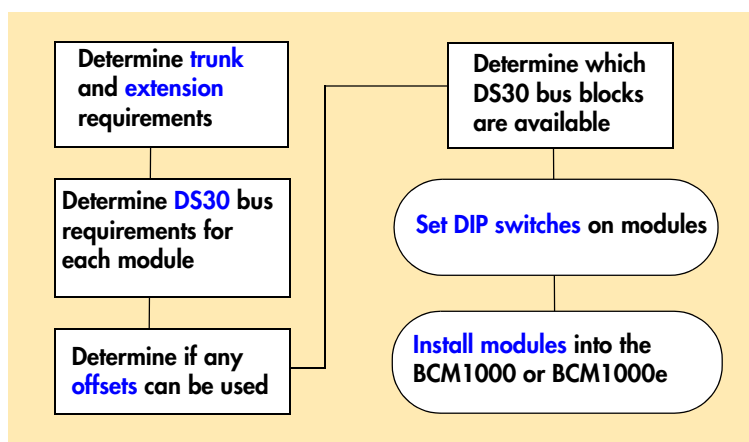 Determine trunk
and extension
requirements
Determine DS30 bus
requirements for
each module
Determine if any
offsets can be used
Determine which
DS30 bus blocks
are available
Set DIP switches on modules
Install modules into the
BCM1000 or BCM1000e